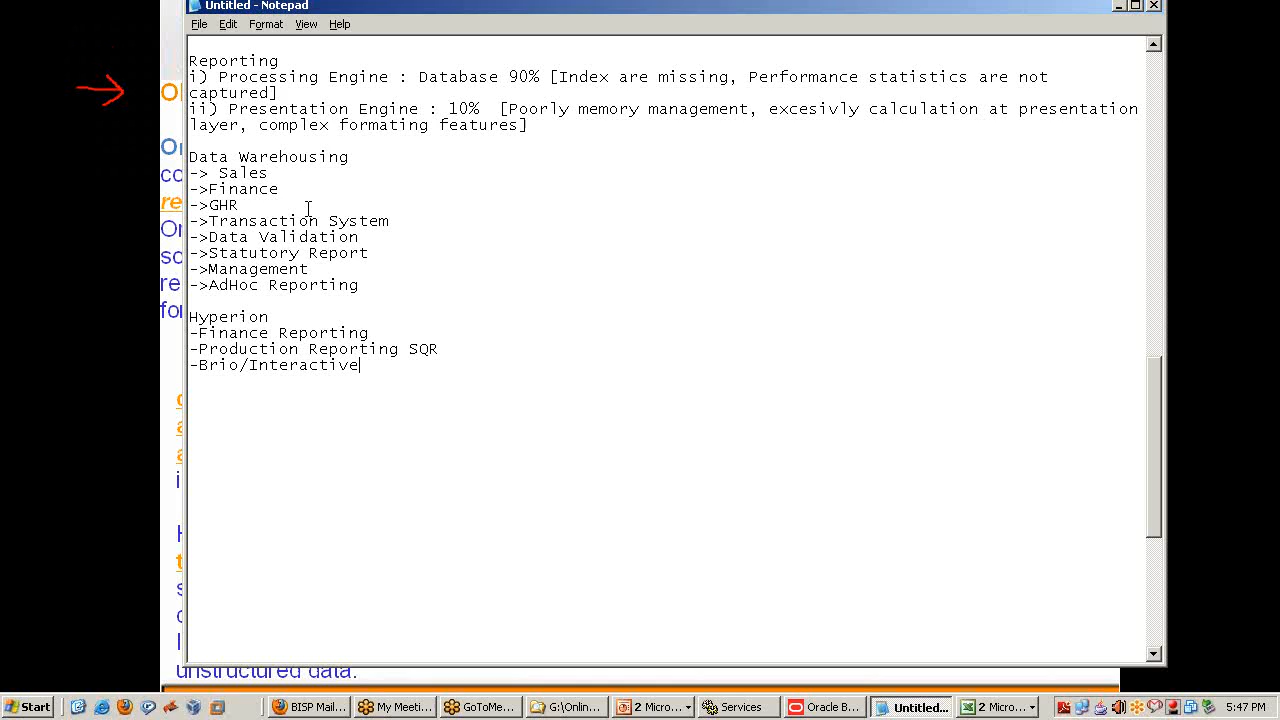 Untitled - Notepad
File Edit Format View Help
Reporting
i) Processing Engine : Database 90% [Index are missing, Performance statistics are not
captured]
ii) Presentation Engine : 10% [Poorly memory management, excesivly calculation at presentation
layer, complex formating features]
Data Warehousing
-> Sales
->Finance
->GHR
->Transaction System
->Data Validation
->Statutory Report
->Management
->AdHoc Reporting
Hyperion
-Finance Reporting
-Production Reporting SQR
-Brio/Interactive
re
for
unstructured data.
Start BISP Mail... My Meeti... GoToMe... G:\Onlin... 2 Micro... Services Oracle B... Untitled... 2 Micro... 5:47 PM